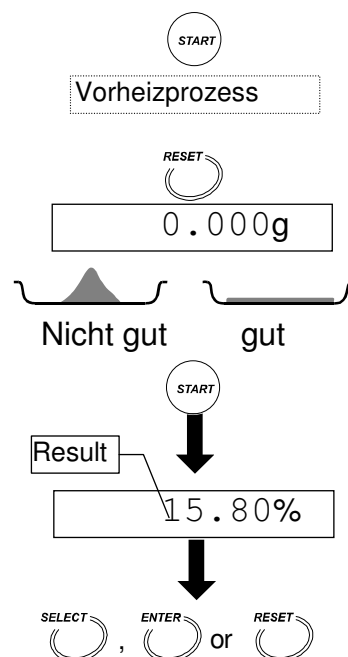 START
Vorheizprozess
RESET
0.000g
Nicht gut gut
START
Result
15.80%
SELECT , ENTER or RESET